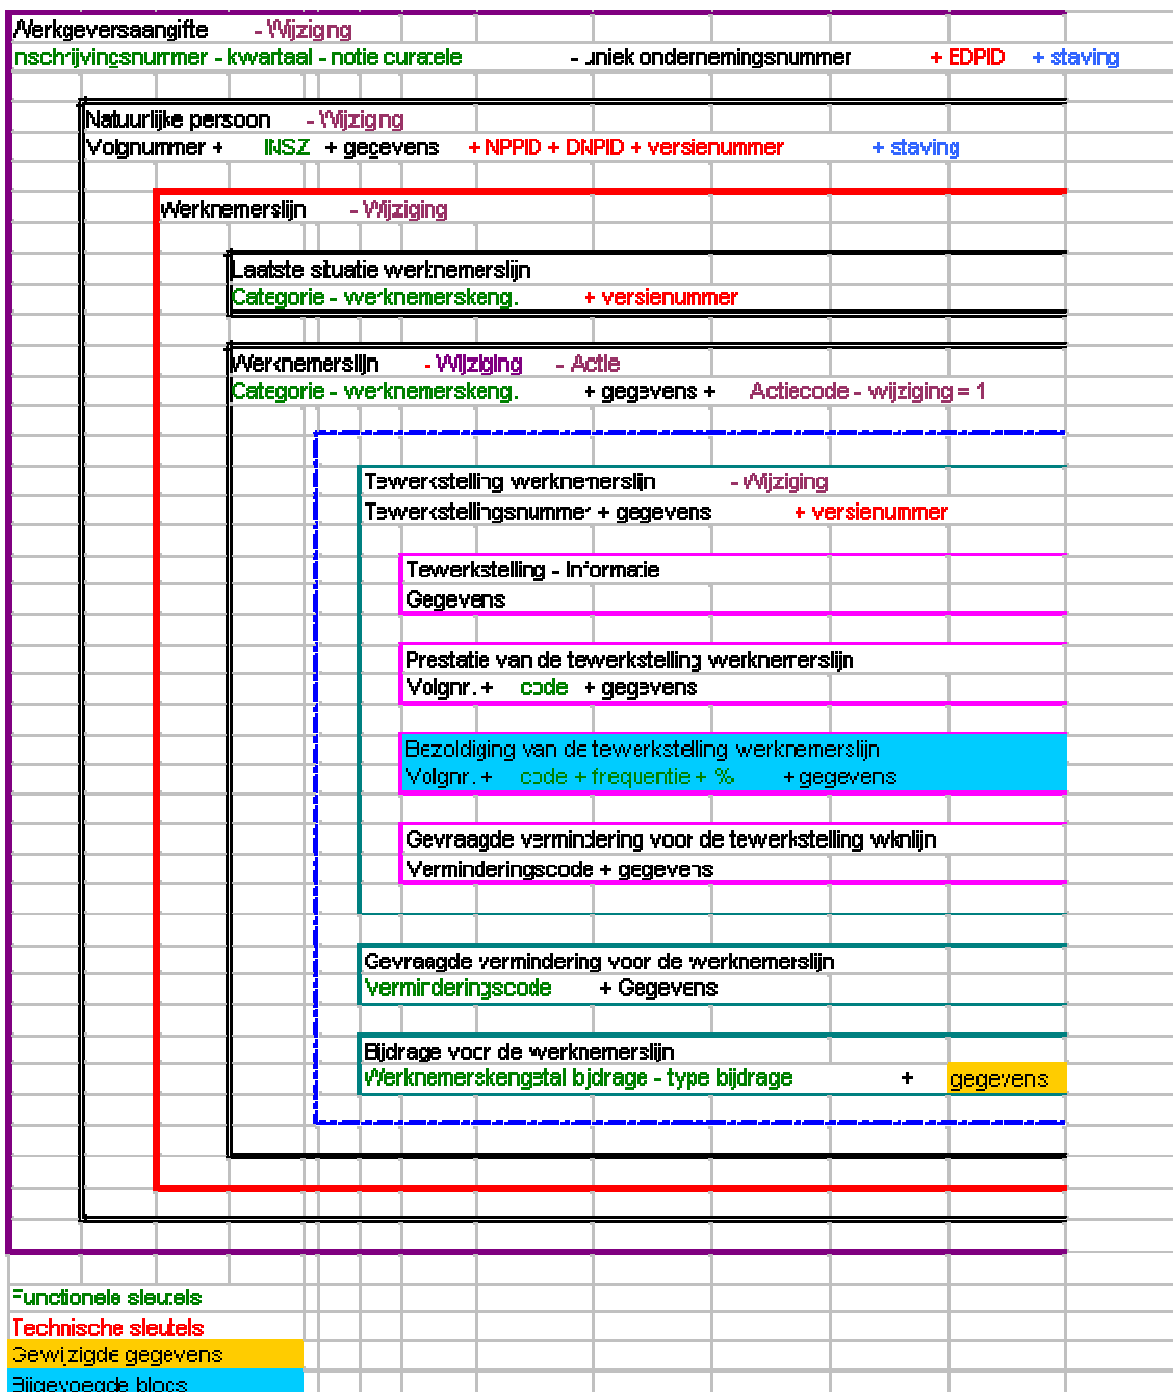 Werkgeversaangifte - Wijziging
Inschrijvingsnummer - kwartaal - notie curatele - uniek ondernemingsnummer + EDPID + staving
Natuurlijke persoon - Wijziging
Volgnummer + INSZ + gegevens + NPPID + DNPID + versienummer + staving
Werknemerslijn - Wijziging
Laatste situatie werknemerslijn
Categorie - werknemerskeng. + versienummer
Werknemerslijn - Wijziging - Actie
Categorie - werknemerskeng. + gegevens + Actiecode - wijziging = 1
Tewerkstelling werknemerslijn - Wijziging
Tewerkstellingsnummer + gegevens + versienummer
Tewerkstelling - Informatie
Gegevens
Prestatie van de tewerkstelling werknemerslijn
Volgnr. + code + gegevens
Bezoldiging van de tewerkstelling werknemerslijn
Volgnr. + code + frequentie + % + gegevens
Gevraagde vermindering voor de tewerkstelling wknlijn
Verminderingscode + gegevens
Gevraagde vermindering voor de werknemerslijn
Verminderingscode + Gegevens
Bijdrage voor de werknemerslijn
Werknemerskengetal bijdrage - type bijdrage + gegevens
Functionele sleutels
Technische sleutels
Gewijzigde gegevens
Bijgevoegde blocs